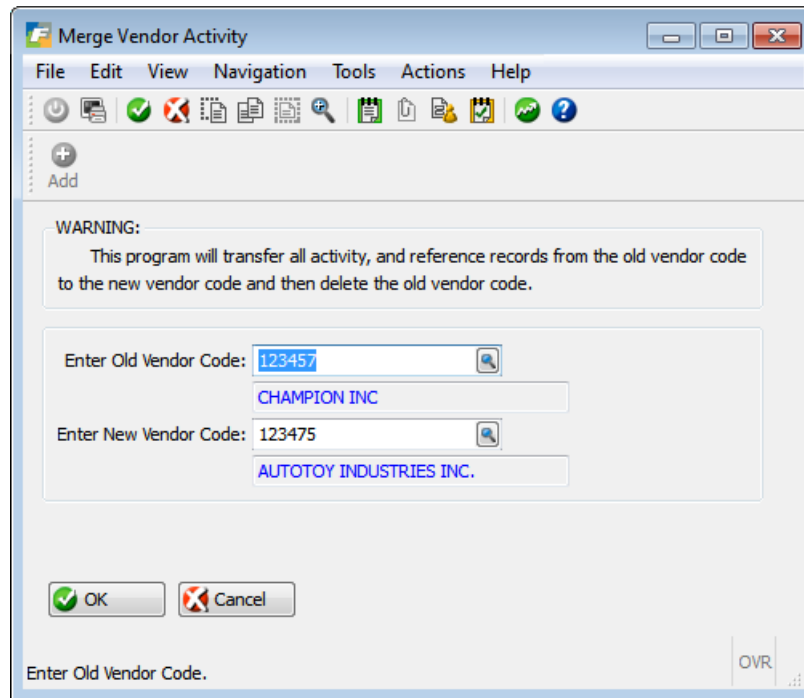 Merge Vendor Activity
File Edit View Navigation Tools Actions Help
Add
WARNING:
This program will transfer all activity, and reference records from the old vendor code
to the new vendor code and then delete the old vendor code.
Enter Old Vendor Code: 123457
CHAMPION INC
Enter New Vendor Code: 123475
AUTOTOY INDUSTRIES INC.
OK Cancel
Enter Old Vendor Code. OVR